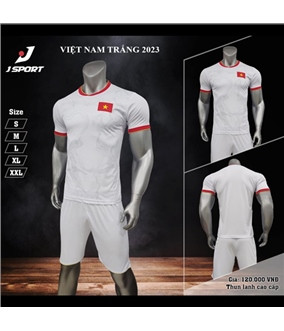 J SPORT
VIỆT NAM TRẮNG 2023
Size
S
M
L
XL
XXL
Giá: 120.000 VNĐ
Thun lạnh cao cấp